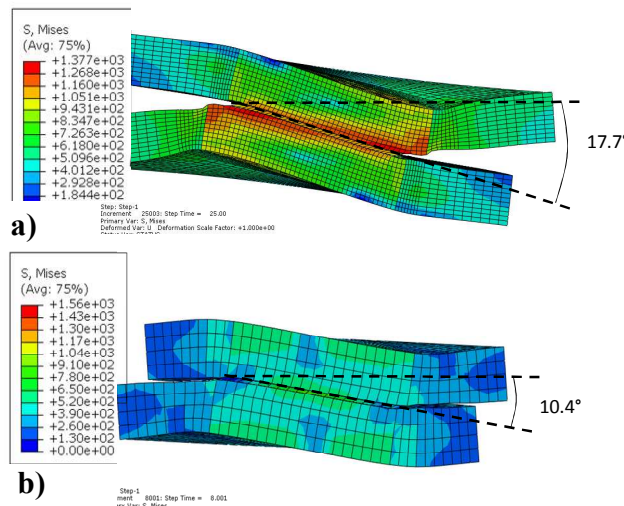 S, Mises
(Avg: 75%)
+1.377e+03
+1.268e+03
+1.160e+03
+1.051e+03
+9.431e+02
+8.347e+02
+7.263e+02
+6.180e+02
+5.096e+02
+4.012e+02
+2.928e+02
+1.844e+02
17.7°
Step: Step-1
Increment 25003: Step Time = 25.00
Primary Var: S, Mises
Deformed Var: U Deformation Scale Factor: +1.000e+00
a)
S, Mises
(Avg: 75%)
+1.56e+03
+1.43e+03
+1.30e+03
+1.17e+03
+1.04e+03
+9.10e+02
+7.80e+02
+6.50e+02
+5.20e+02
+3.90e+02
+2.60e+02
+1.30e+02
+0.00e+00
10.4°
b)
Step-1
ment 8001: Step Time = 8.001